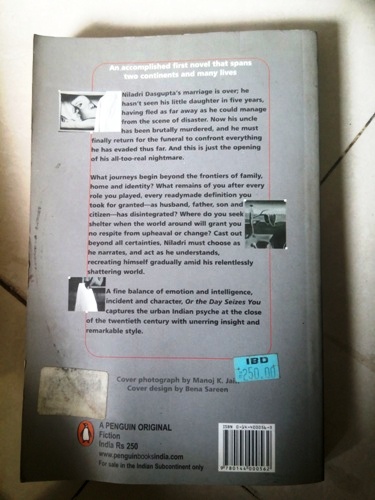 An accomplished first novel that spans
two continents and many lives
Niladri Dasgupta's marriage is over; he
hasn't seen his little daughter in five years,
having fled as far away as he could manage
from the scene of disaster. Now his uncle
has been brutally murdered, and he must
finally return for the funeral to confront everything
he has evaded thus far. And this is just the opening
of his all-too-real nightmare.
What journeys begin beyond the frontiers of family,
home and identity? What remains of you after every
role you played, every readymade definition you
took for granted—as husband, father, son and
citizen—has disintegrated? Where do you seek
shelter when the world around will grant you
no respite from upheaval or change? Cast out
beyond all certainties, Niladri must choose as
he narrates, and act as he understands,
recreating himself gradually amid his relentlessly
shattering world.
A fine balance of emotion and intelligence,
incident and character, Or the Day Seizes You
captures the urban Indian psyche at the close
of the twentieth century with unerring insight and
remarkable style.
IBD
250.00
Cover photograph by Manoj K.
Cover design by Bena Sareen
A PENGUIN ORIGINAL
Fiction
India Rs 250
www.penguinbooksindia.com
For sale in the Indian Subcontinent only